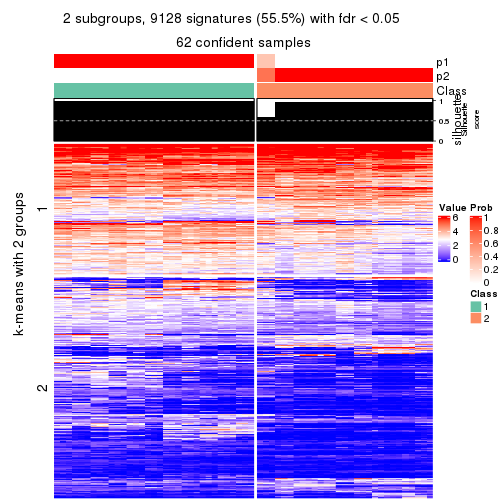 2 subgroups, 9128 signatures (55.5%) with fdr < 0.05
62 confident samples
p1
p2
Class
1
0.5
0
silhouette
Silhouette
score
k-means with 2 groups
1
2
Value
6
4
2
0
Prob
1
0.8
0.6
0.4
0.2
0
Class
1
2